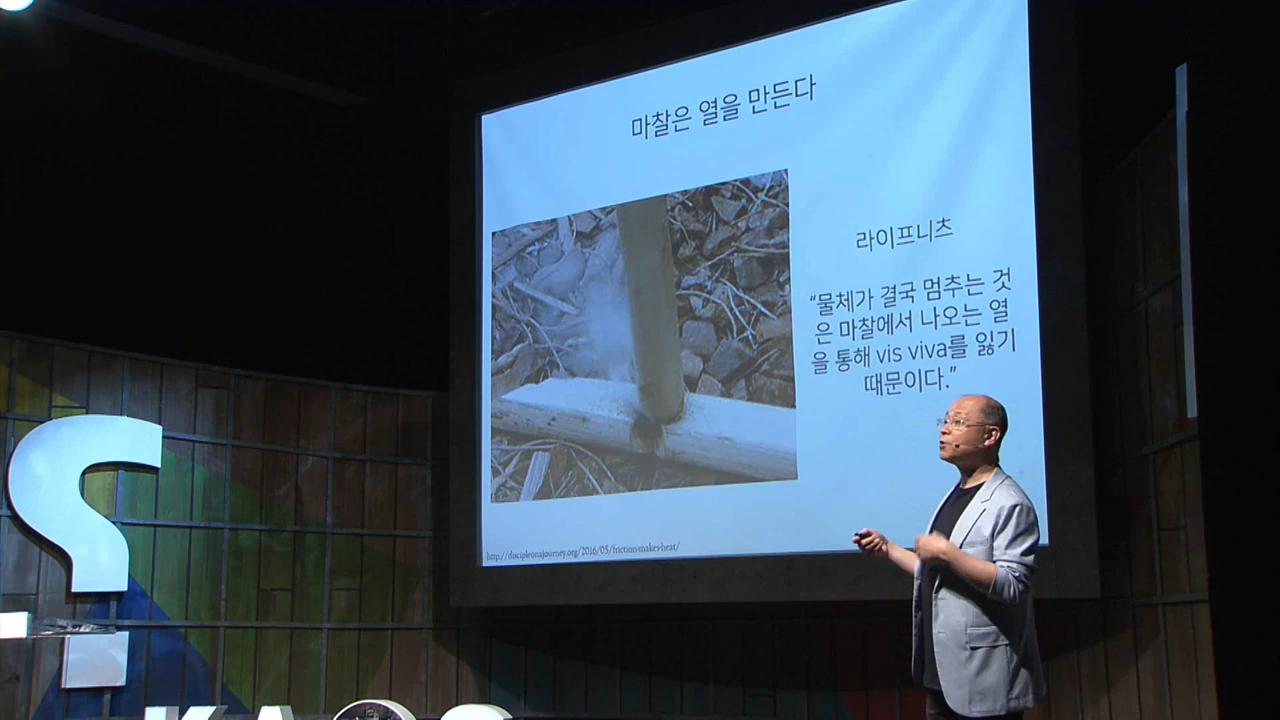 마찰은 열을 만든다
라이프니츠
“물체가 결국 멈추는 것
은 마찰에서 나오는 열
을 통해 vis viva를 잃기
때문이다.”
http://discipleonajourney.org/2016/05/friction-makes-heat/
KAOS